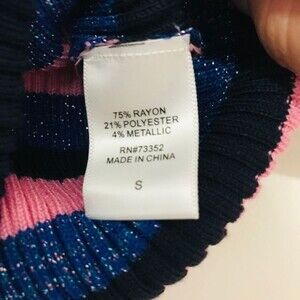 75% RAYON
21% POLYESTER
4% METALLIC
RN#73352
MADE IN CHINA
S